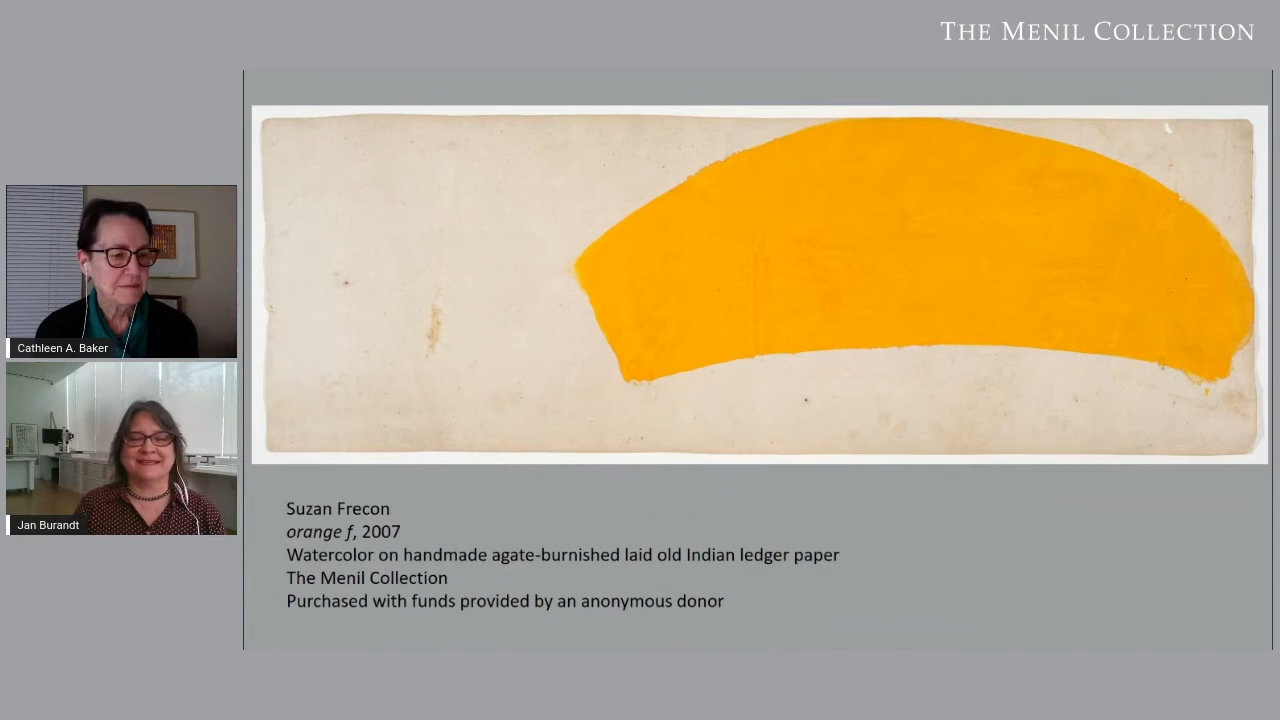 THE MENIL COLLECTION
Cathleen A. Baker
Jan Burandt
Suzan Frecon
orange f, 2007
Watercolor on handmade agate-burnished laid old Indian ledger paper
The Menil Collection
Purchased with funds provided by an anonymous donor